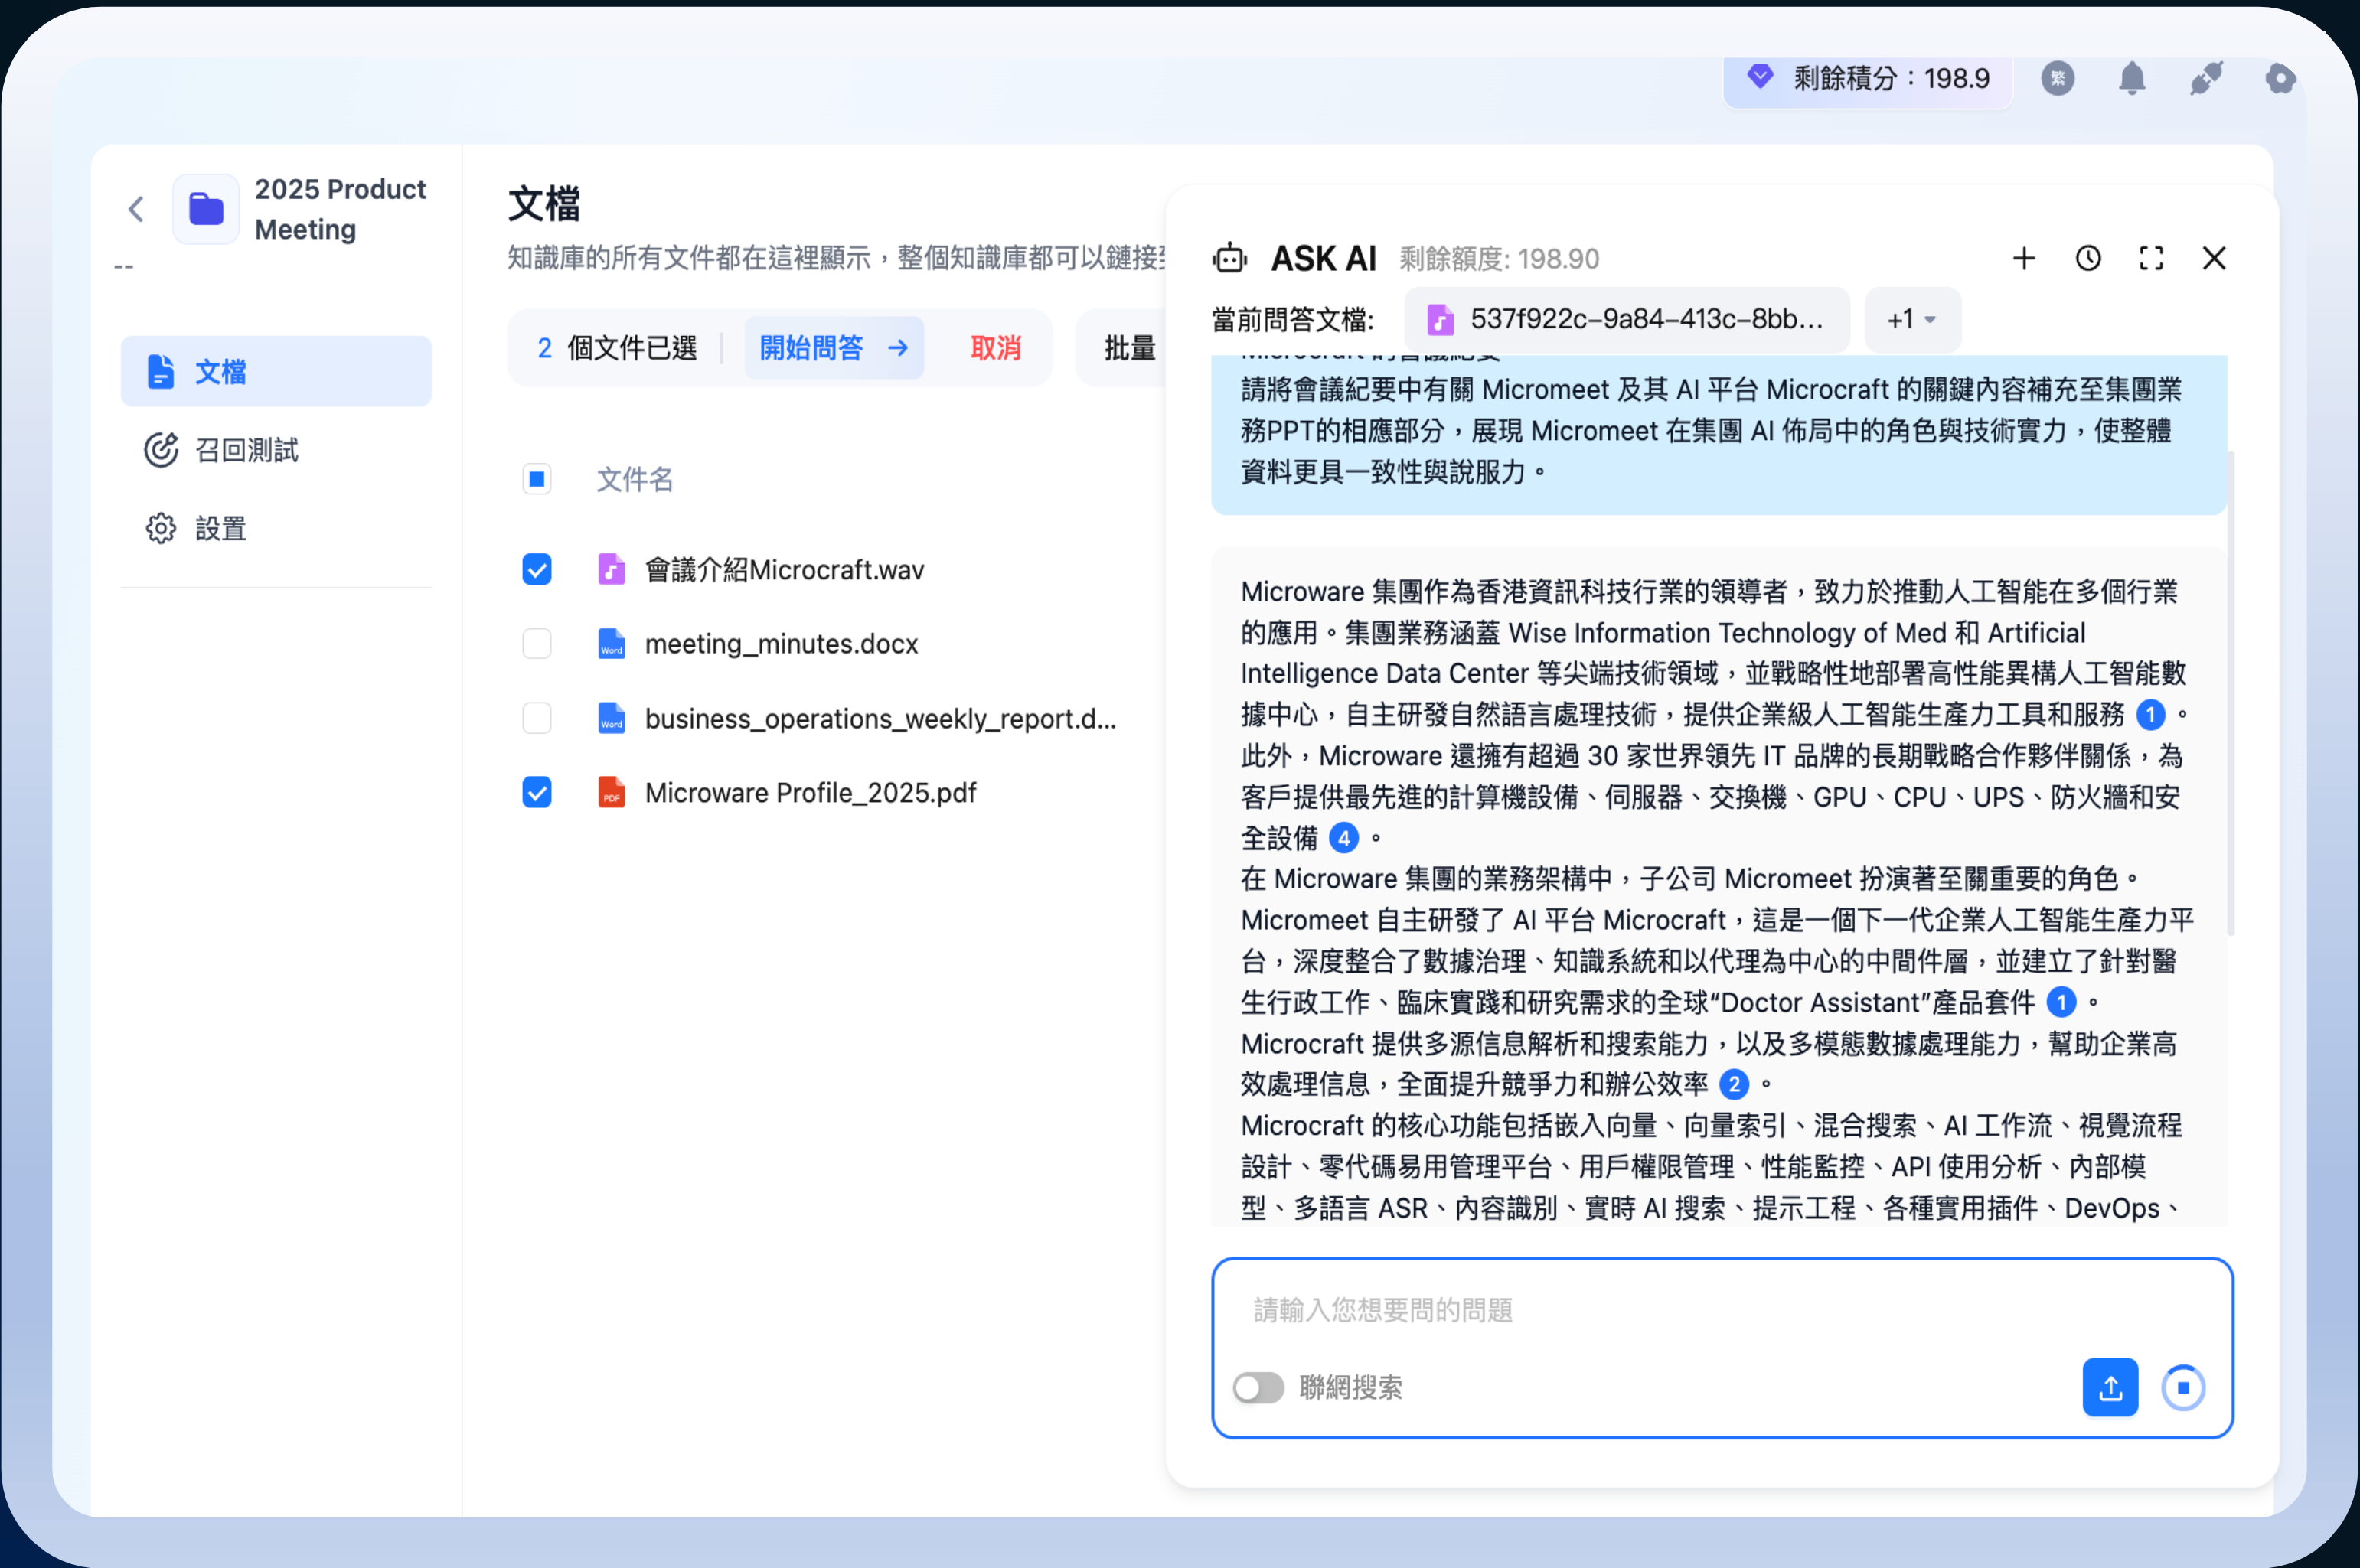 剩餘積分：198.9
繁
2025 Product
Meeting
--
文檔
召回測試
設置
文檔
知識庫的所有文件都在這裡顯示，整個知識庫都可以鏈接
2 個文件已選
開始問答 →
取消
批量
文件名
會議介紹Microcraft.wav
Word
meeting_minutes.docx
Word
business_operations_weekly_report.d...
PDF
Microware Profile_2025.pdf
ASK AI 剩餘額度: 198.90
當前問答文檔:
537f922c-9a84-413c-8bb...
+1
Microcraft 的會議紀要
請將會議紀要中有關 Micromeet 及其 AI 平台 Microcraft 的關鍵內容補充至集團業
務PPT的相應部分，展現 Micromeet 在集團 AI 佈局中的角色與技術實力，使整體
資料更具一致性與說服力。
Microware 集團作為香港資訊科技行業的領導者，致力於推動人工智能在多個行業
的應用。集團業務涵蓋 Wise Information Technology of Med 和 Artificial
Intelligence Data Center 等尖端技術領域，並戰略性地部署高性能異構人工智能數
據中心，自主研發自然語言處理技術，提供企業級人工智能生產力工具和服務 1 。
此外，Microware 還擁有超過 30 家世界領先 IT 品牌的長期戰略合作夥伴關係，為
客戶提供最先進的計算機設備、伺服器、交換機、GPU、CPU、UPS、防火牆和安
全設備 4 。
在 Microware 集團的業務架構中，子公司 Micromeet 扮演著至關重要的角色。
Micromeet 自主研發了 AI 平台 Microcraft，這是一個下一代企業人工智能生產力平
台，深度整合了數據治理、知識系統和以代理為中心的中間件層，並建立了針對醫
生行政工作、臨床實踐和研究需求的全球“Doctor Assistant”產品套件 1 。
Microcraft 提供多源信息解析和搜索能力，以及多模態數據處理能力，幫助企業高
效處理信息，全面提升競爭力和辦公效率 2 。
Microcraft 的核心功能包括嵌入向量、向量索引、混合搜索、AI 工作流、視覺流程
設計、零代碼易用管理平台、用戶權限管理、性能監控、API 使用分析、內部模
型、多語言 ASR、內容識別、實時 AI 搜索、提示工程、各種實用插件、DevOps、
請輸入您想要問的問題
聯網搜索